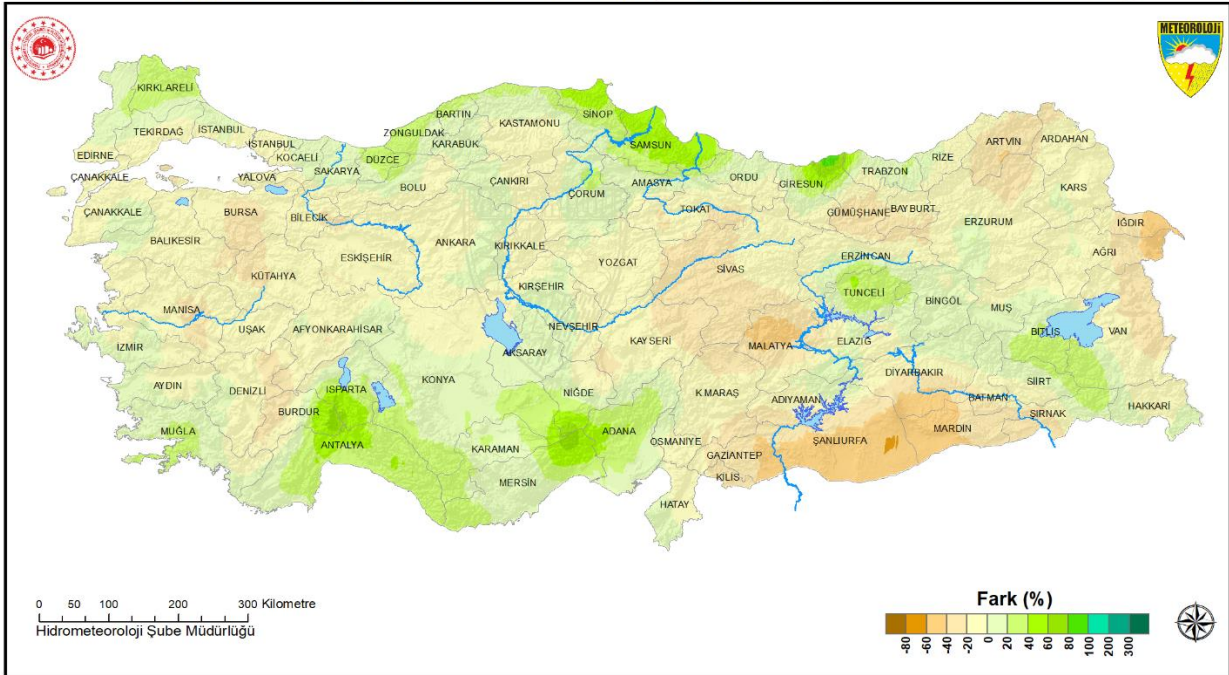 METEOROLOJİ
KIRKLARELİ
TEKİRDAĞ
İSTANBUL
İSTANBUL
EDİRNE
KOCAELİ
ÇANAKKALE
YALOVA
SAKARYA
DÜZCE
ZONGULDAK
BARTIN
KARABÜK
KASTAMONU
SİNOP
SAMSUN
ARTVİN
ARDAHAN
RİZE
TRABZON
GİRESUN
ORDU
AMASYA
ÇORUM
ÇANKIRI
BOLU
KARS
ÇANAKKALE
BURSA
BİLECİK
TOKAT
GÜMÜŞHANE
BAYBURT
ERZURUM
IĞDIR
BALIKESİR
ESKİŞEHİR
ANKARA
KIRIKKALE
YOZGAT
SİVAS
ERZİNCAN
AĞRI
KÜTAHYA
KIRŞEHİR
TUNCELİ
BİNGÖL
MUŞ
MANİSA
UŞAK
AFYONKARAHİSAR
NEVŞEHİR
KAYSERİ
MALATYA
ELAZIĞ
BİTLİS
VAN
İZMİR
AKSARAY
AYDIN
DENİZLİ
ISPARTA
KONYA
NİĞDE
K.MARAŞ
ADIYAMAN
DİYARBAKIR
BATMAN
SİİRT
ŞIRNAK
HAKKARİ
BURDUR
MUĞLA
ANTALYA
KARAMAN
ADANA
OSMANİYE
GAZİANTEP
ŞANLIURFA
MARDİN
MERSİN
KİLİS
HATAY
0 50 100 200 300 Kilometre
Hidrometeoroloji Şube Müdürlüğü
Fark (%)
-80 -60 -40 -20 0 20 40 60 80 100 200 300